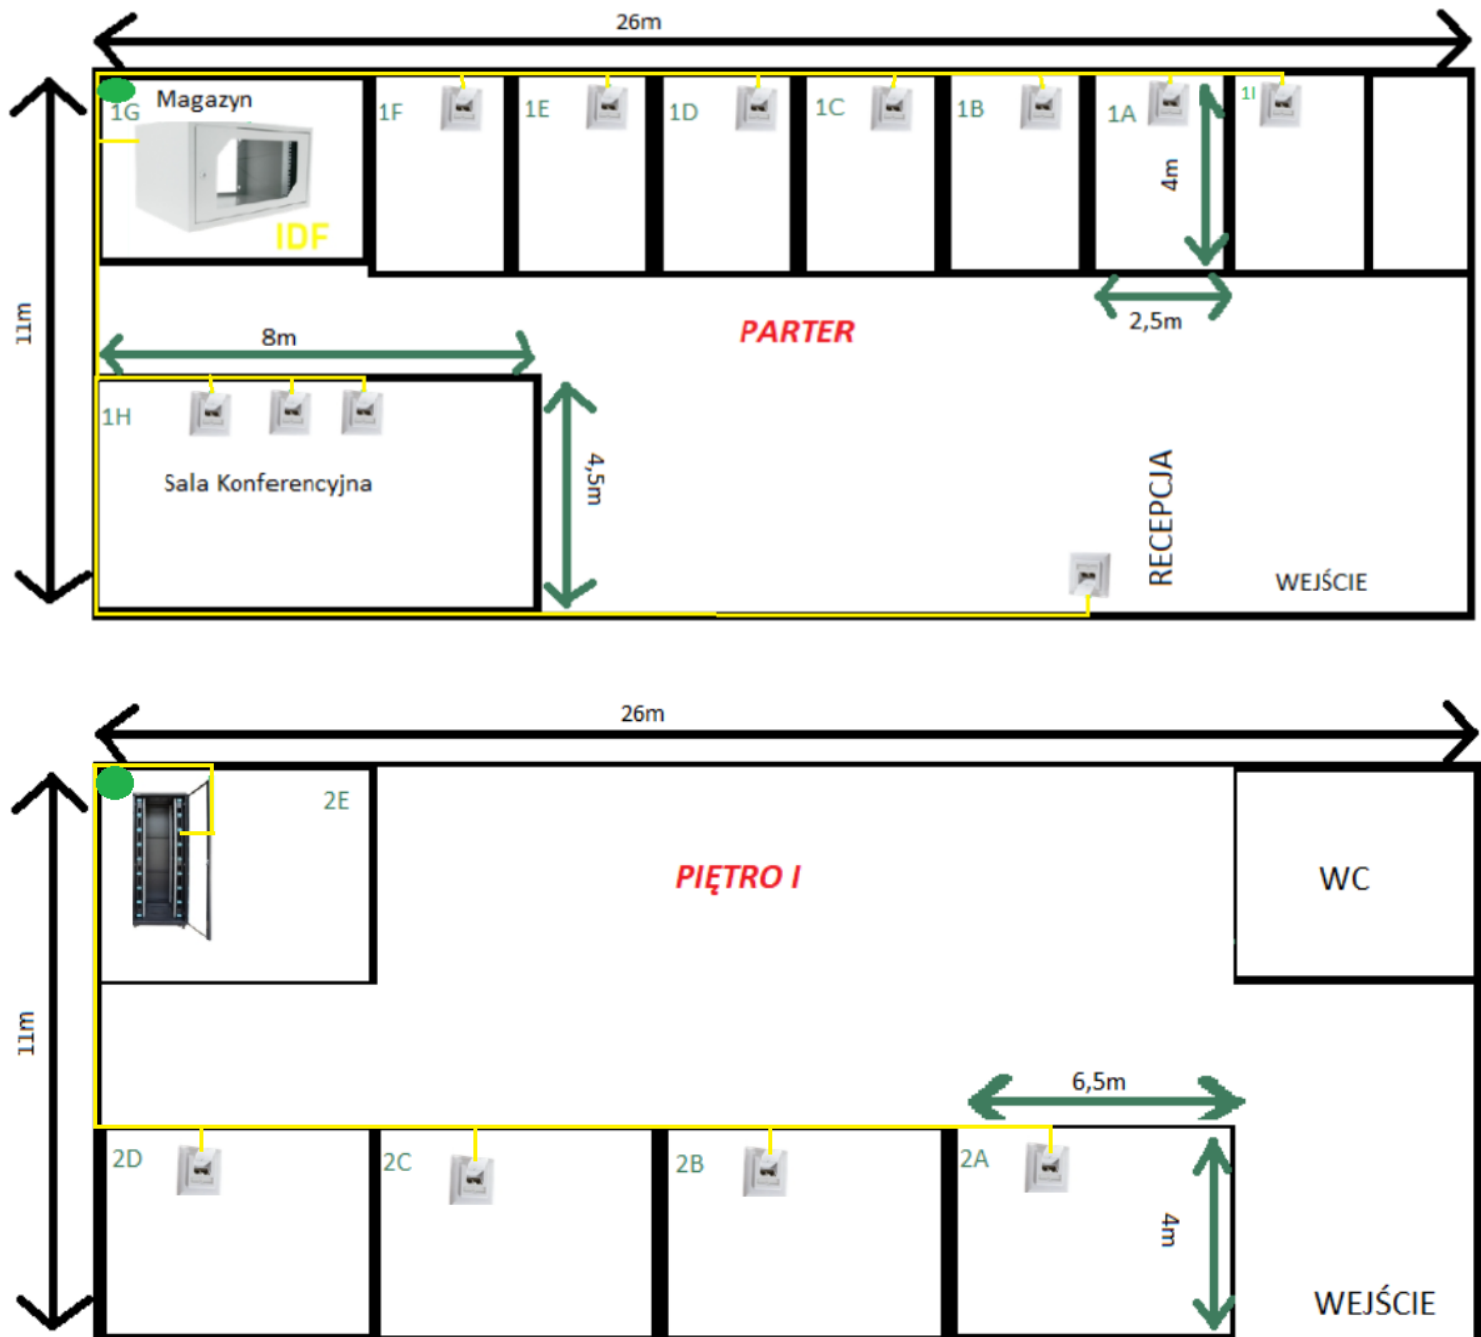 26m
Magazyn
1G
1F
1E
1D
1C
1B
1A
1I
4m
IDF
11m
2,5m
PARTER
8m
1H
Sala Konferencyjna
4,5m
RECEPCJA
WEJŚCIE
26m
2E
PIĘTRO I
WC
11m
6,5m
2D
2C
2B
2A
4m
WEJŚCIE